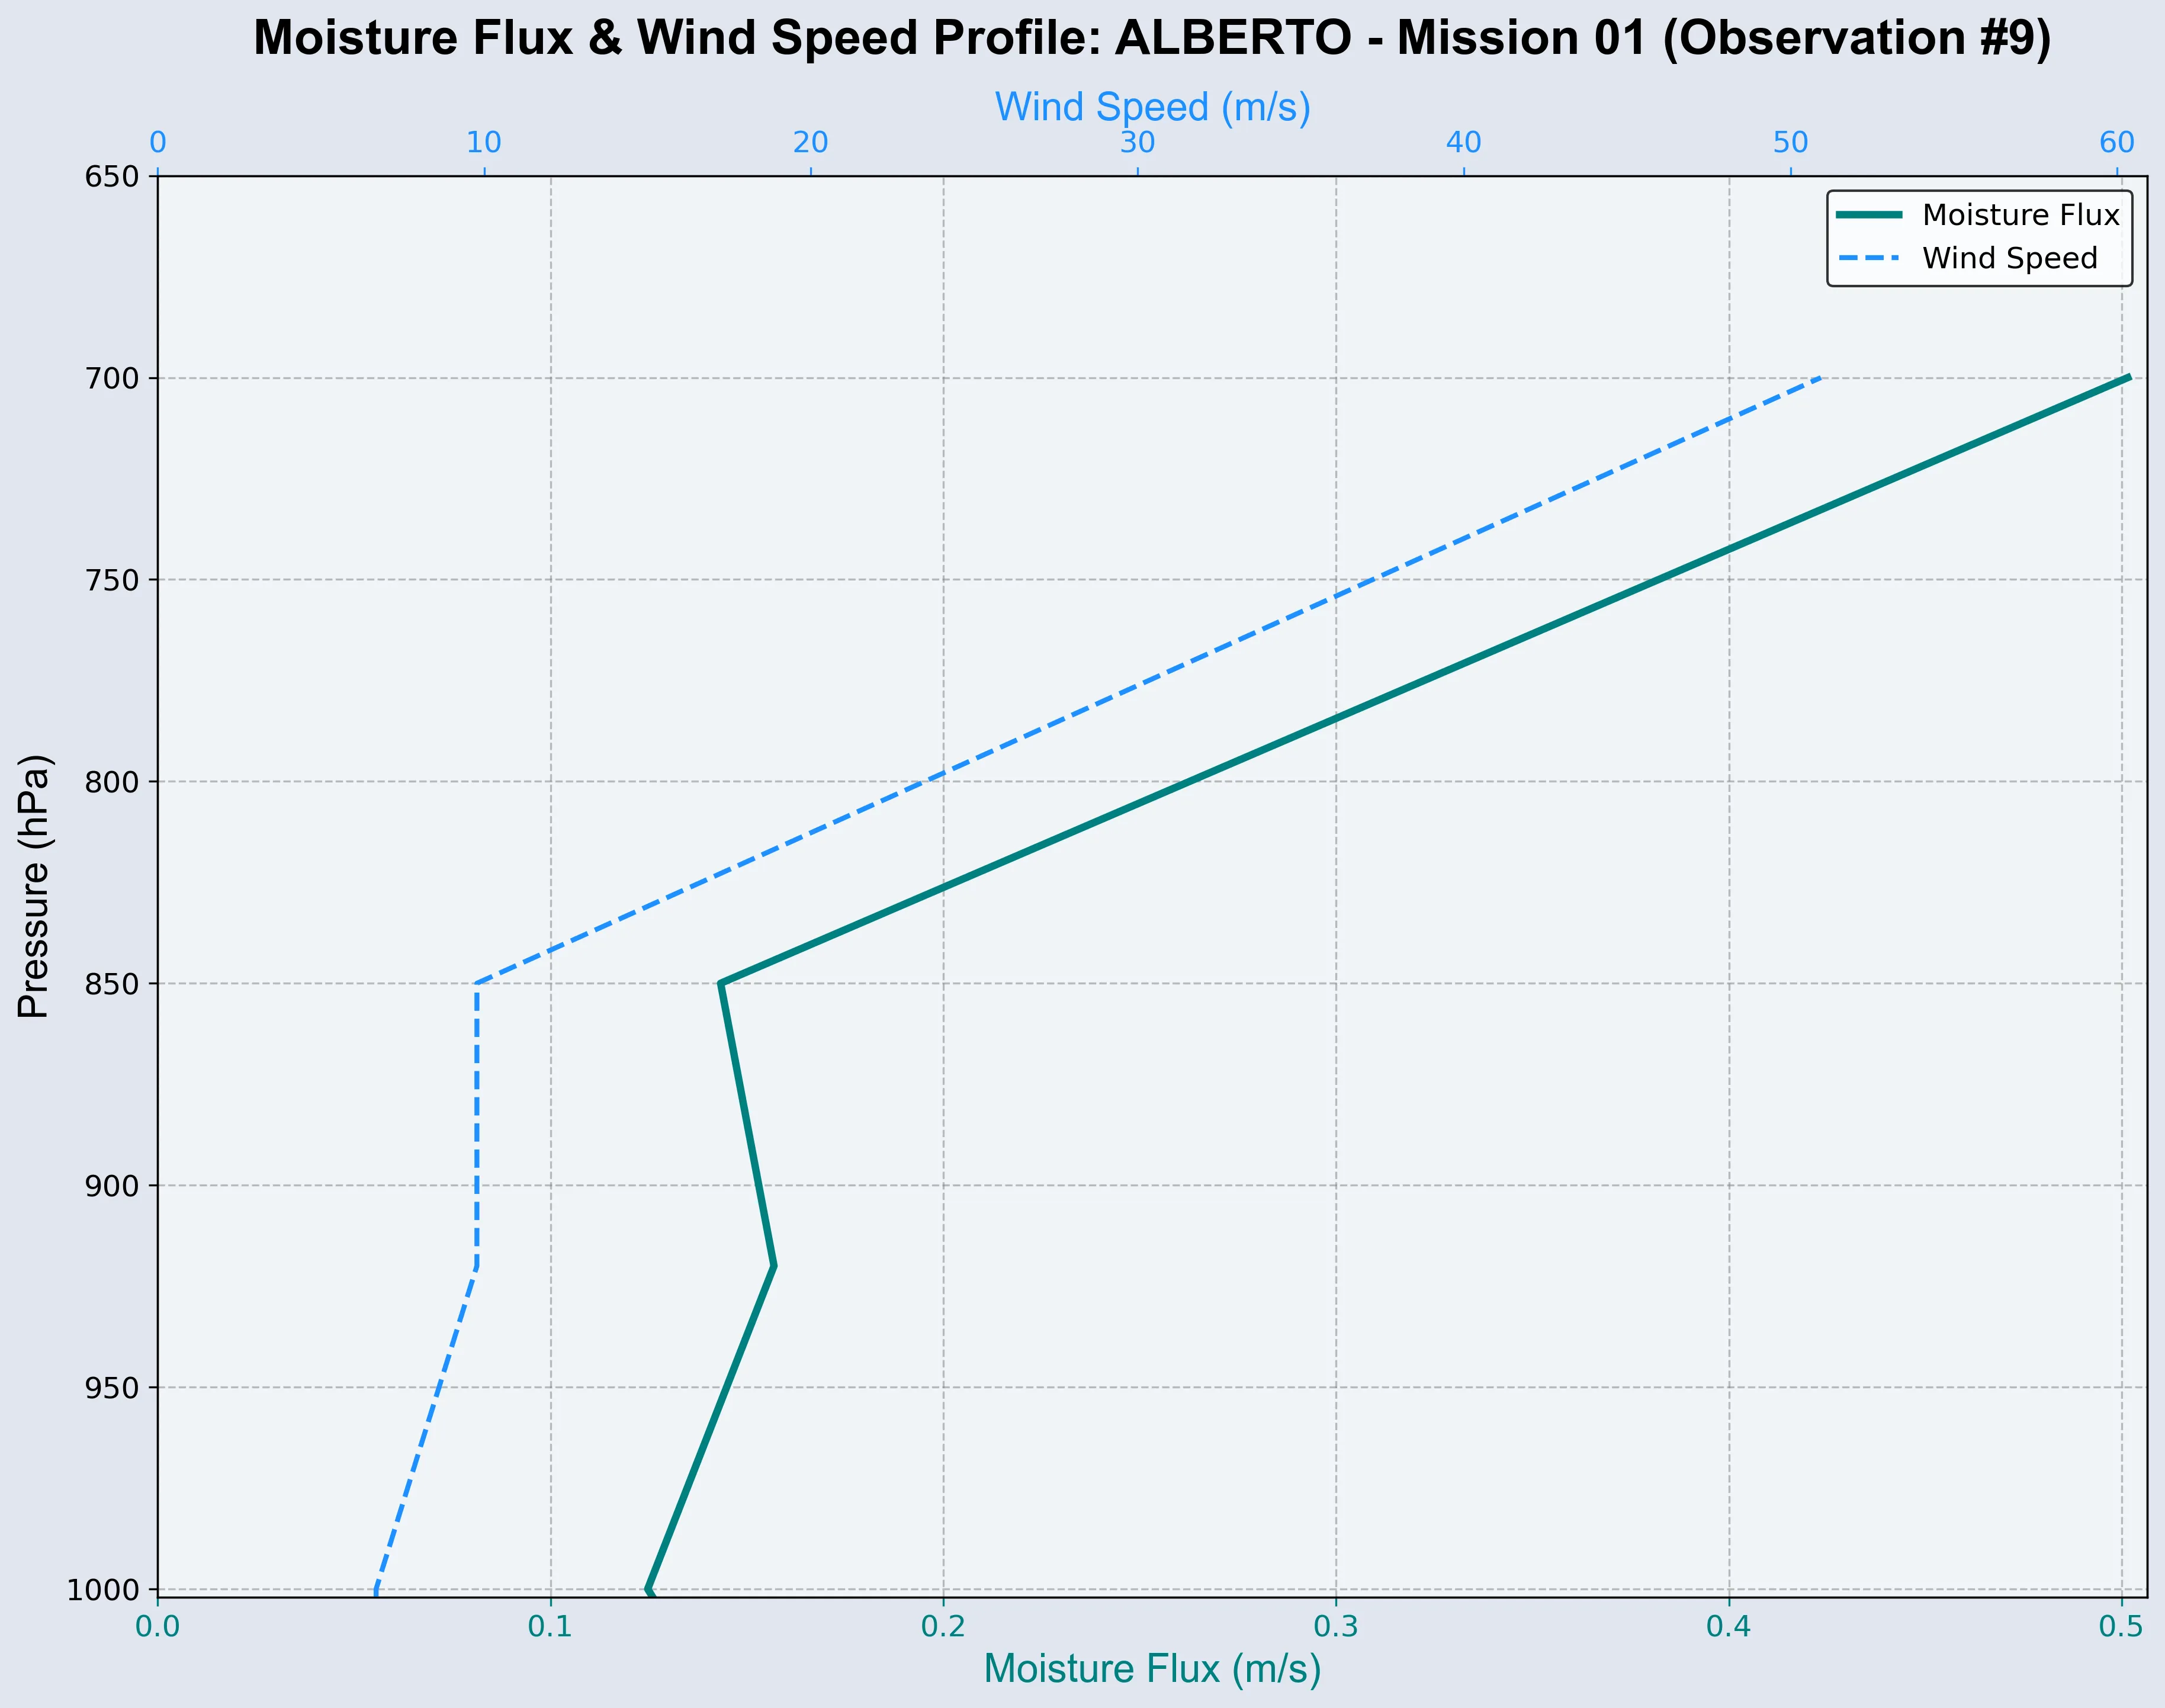 Moisture Flux & Wind Speed Profile: ALBERTO - Mission 01 (Observation #9)
Wind Speed (m/s)
0 10 20 30 40 50 60
Moisture Flux
Wind Speed
Pressure (hPa)
650
700
750
800
850
900
950
1000
0.0 0.1 0.2 0.3 0.4 0.5
Moisture Flux (m/s)